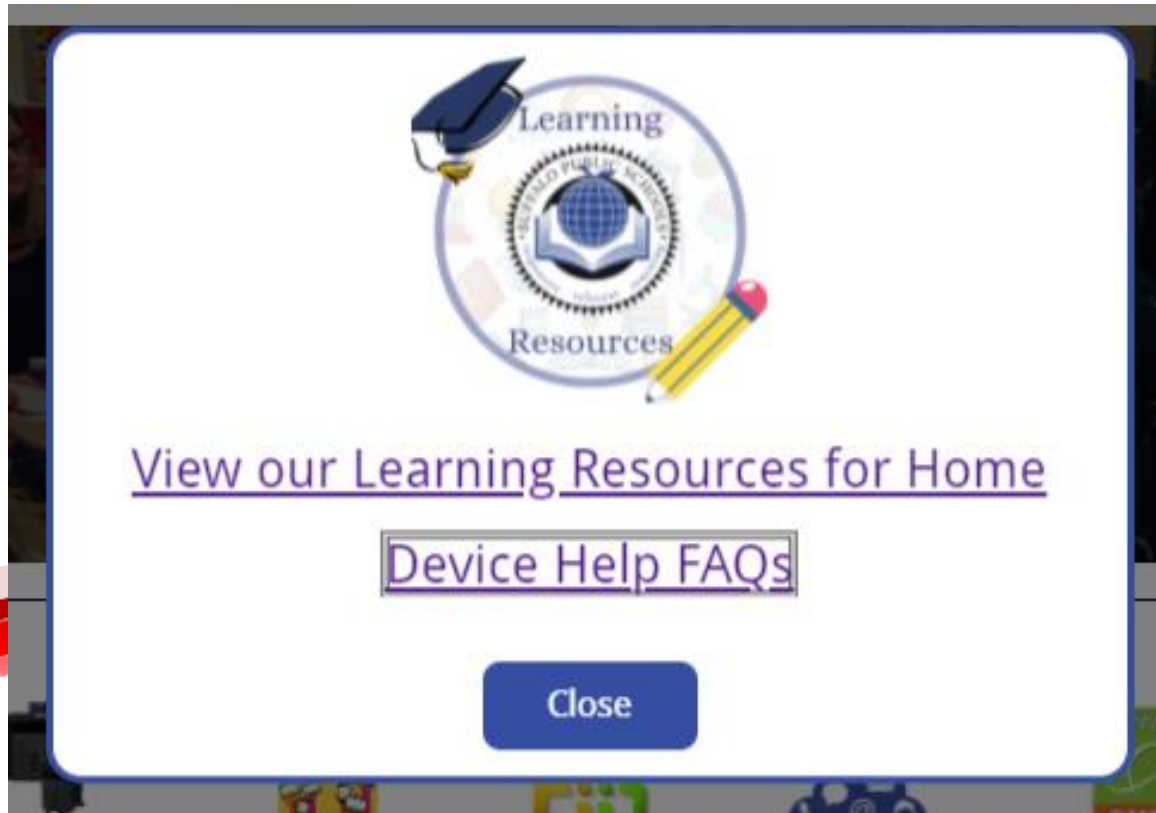 Learning
BUFFALO PUBLIC SCHOOLS
Resources
View our Learning Resources for Home
Device Help FAQs
Close